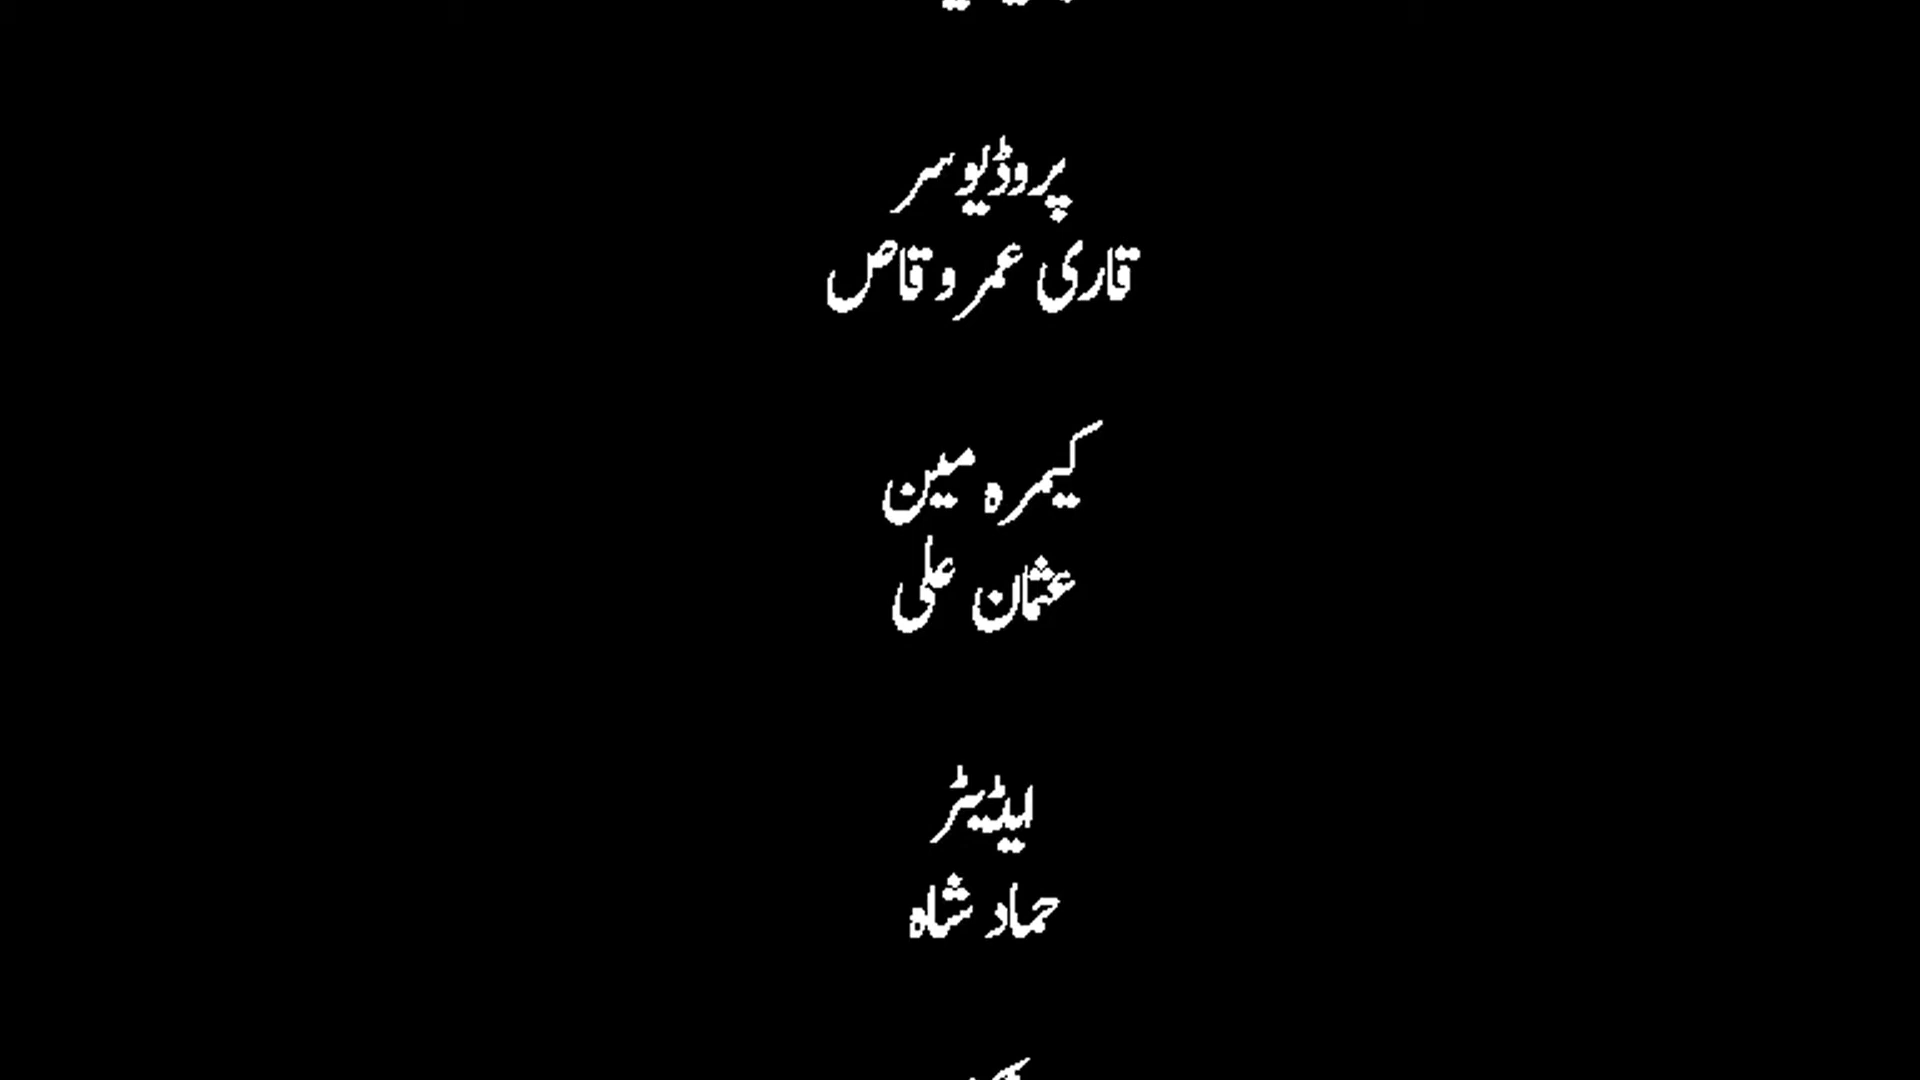 پروڈیوسر
قاری عمر وقاص
کیمرہ مین
عثمان علی
ایڈیٹر
حماد شاہ